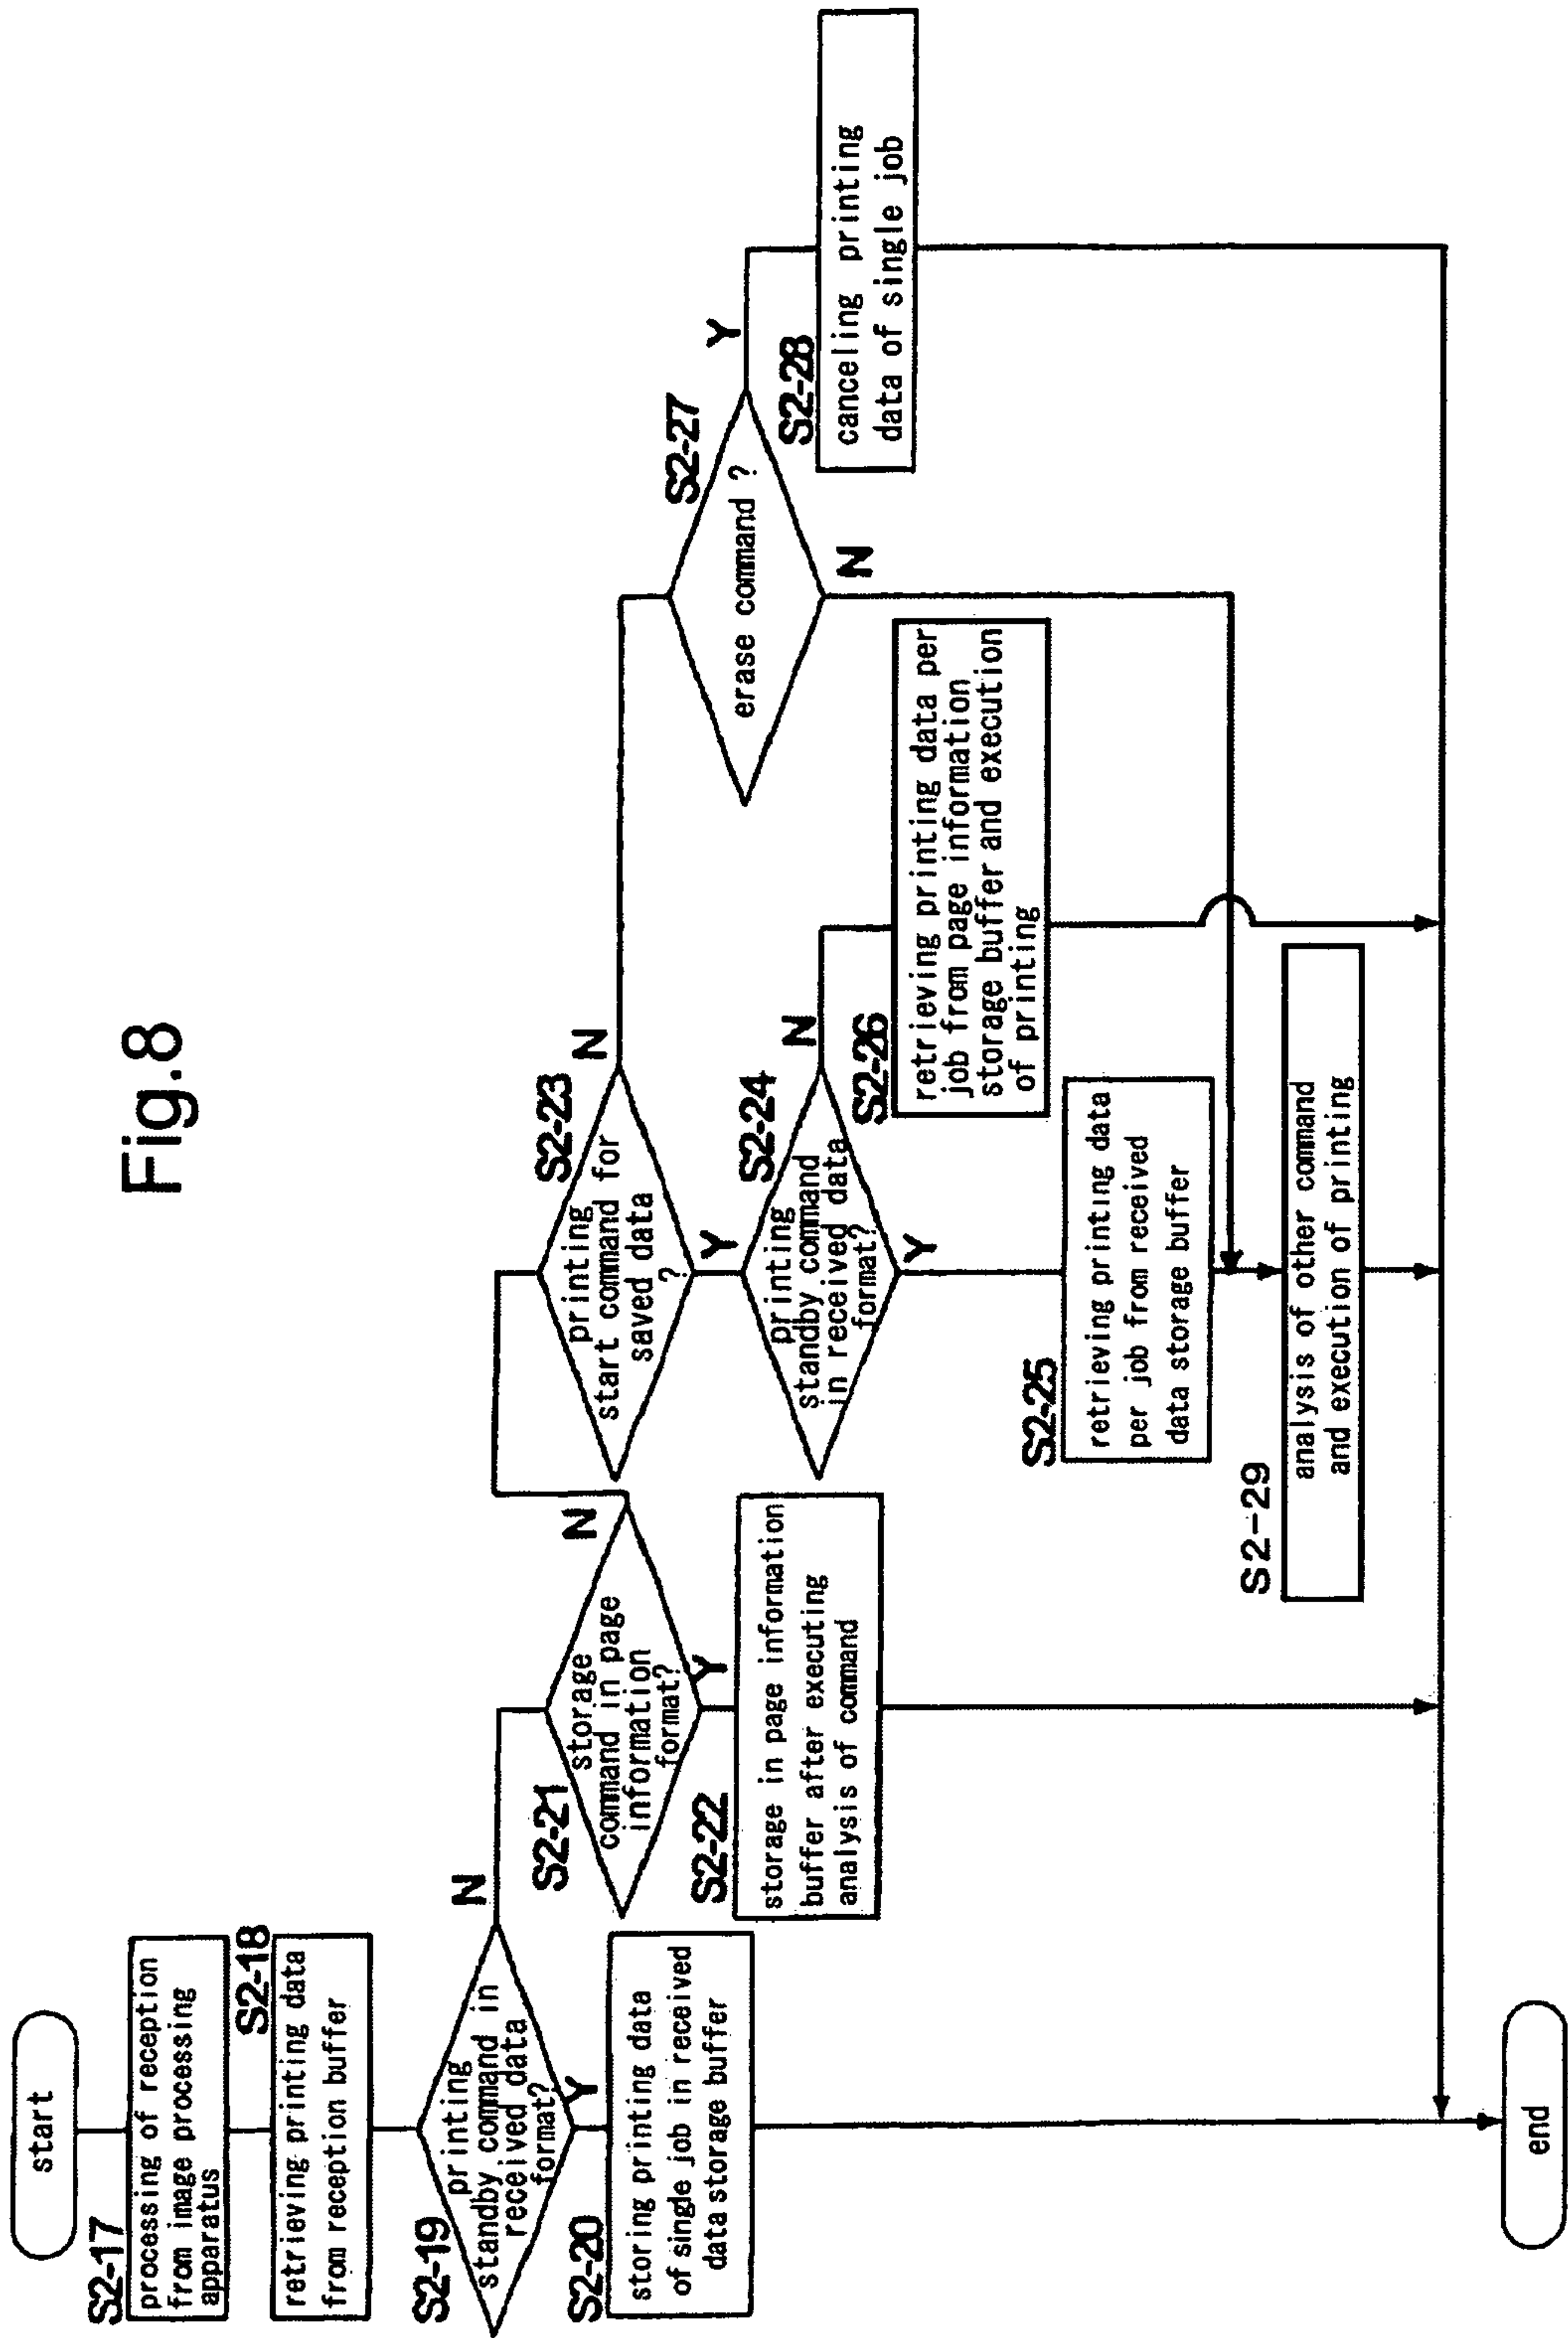 Fig.8
start
S2-17
processing of reception
from image processing
apparatus
S2-18
retrieving printing data
from reception buffer
S2-19
printing
standby command in
received data
format?
N
Y
S2-20
storing printing data
of single job in received
data storage buffer
S2-21
storage
command in page
information
format?
N
Y
S2-22
storage in page information
buffer after executing
analysis of command
S2-23
printing
start command for
saved data
?
N
Y
S2-24
printing
standby command
in received data
format?
N
Y
S2-25
retrieving printing data
per job from received
data storage buffer
S2-26
retrieving printing data per
job from page information
storage buffer and execution
of printing
S2-27
erase command ?
Y
N
S2-28
canceling printing
data of single job
S2-29
analysis of other command
and execution of printing
end